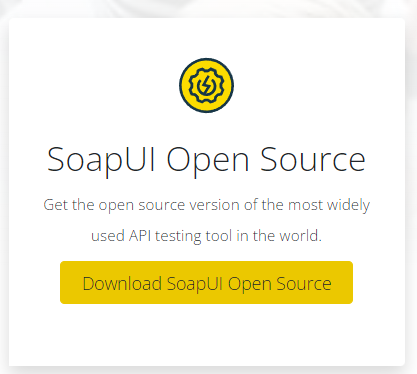 SoapUI Open Source
Get the open source version of the most widely
used API testing tool in the world.
Download SoapUI Open Source